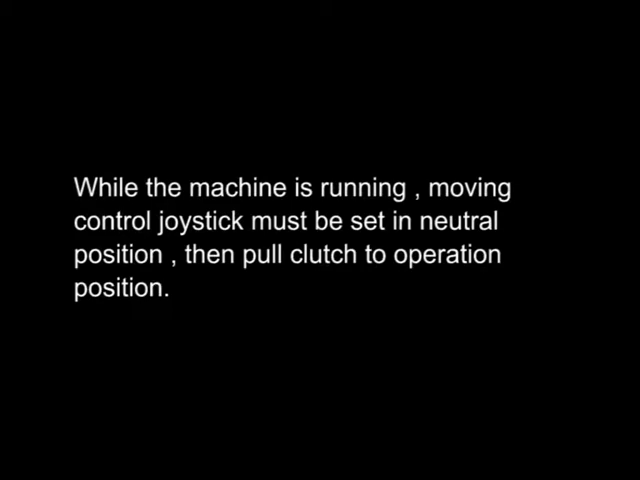 While the machine is running , moving
control joystick must be set in neutral
position , then pull clutch to operation
position.